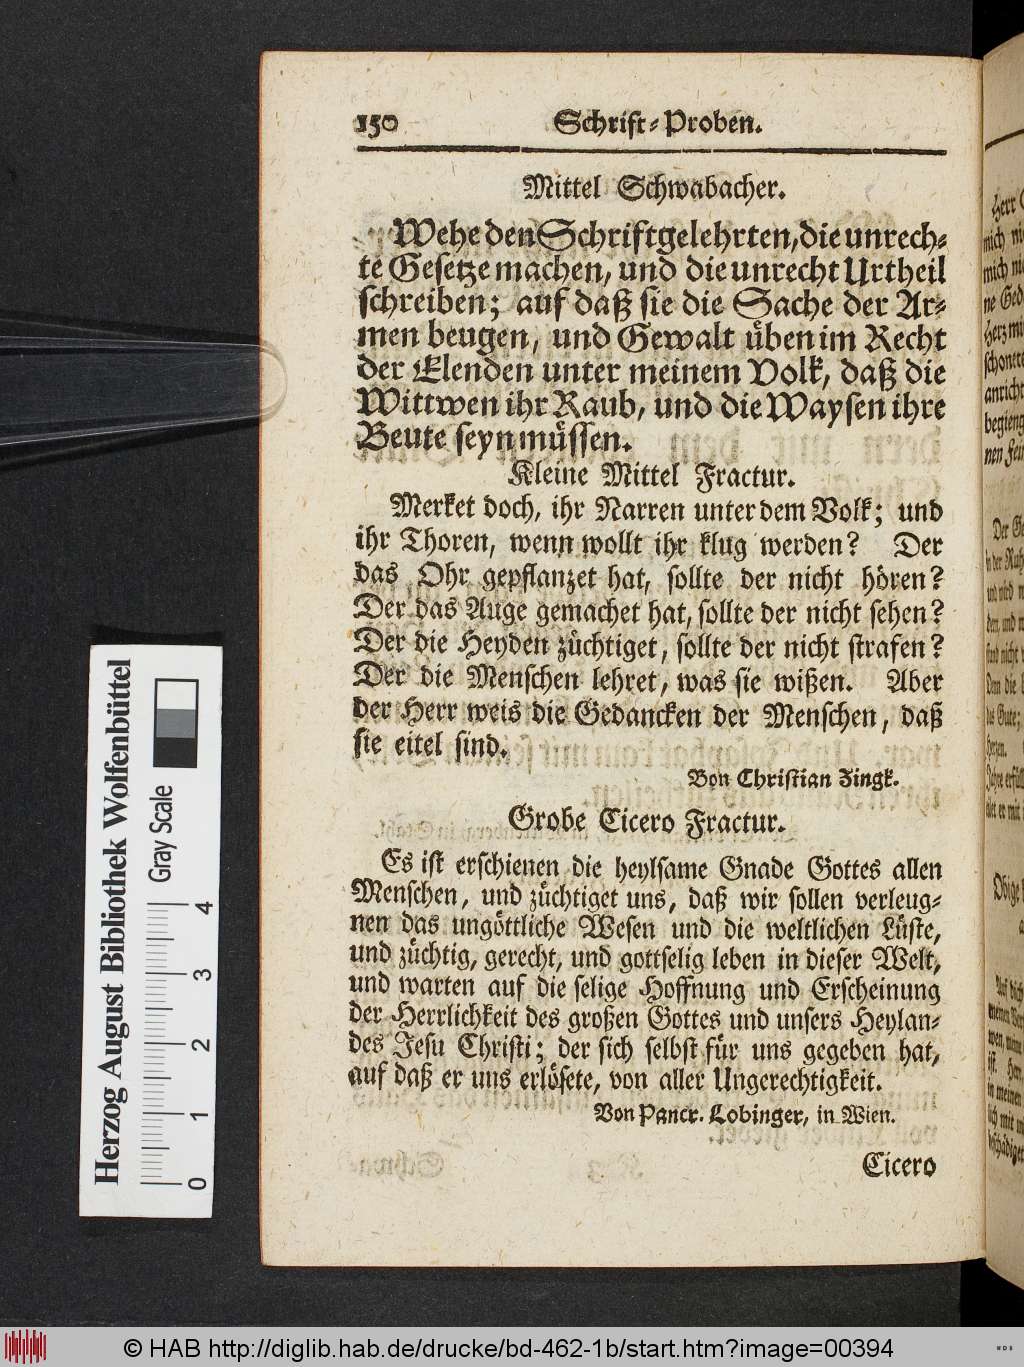 150 Schrift-Proben.
Mittel Schwabacher.
Wehe den Schriftgelehrten, die unrech-
te Gesetze machen, und die unrecht Urtheil
schreiben; auf daß sie die Sache der Ar-
men beugen, und Gewalt üben im Recht
der Elenden unter meinem Volk, daß die
Wittwen ihr Raub, und die Waysen ihre
Beute seyn müssen.
Kleine Mittel Fractur.
Merket doch, ihr Narren unter dem Volk; und
ihr Thoren, wenn wollt ihr klug werden? Der
das Ohr gepflanzet hat, sollte der nicht hören?
Der das Auge gemachet hat, sollte der nicht sehen?
Der die Heyden züchtiget, sollte der nicht strafen?
Der die Menschen lehret, was sie wißen. Aber
der Herr weis die Gedancken der Menschen, daß
sie eitel sind.
Von Christian Zingk.
Grobe Cicero Fractur.
Es ist erschienen die heylsame Gnade Gottes allen
Menschen, und züchtiget uns, daß wir sollen verleug-
nen das ungöttliche Wesen und die weltlichen Lüste,
und züchtig, gerecht, und gottselig leben in dieser Welt,
und warten auf die selige Hoffnung und Erscheinung
der Herrlichkeit des großen Gottes und unsers Heylan-
des Jesu Christi; der sich selbst für uns gegeben hat,
auf daß er uns erlösete, von aller Ungerechtigkeit.
Von Pancr. Lobinger, in Wien.
Cicero
Herzog August Bibliothek Wolfenbüttel
Gray Scale
0 1 2 3 4
© HAB http://diglib.hab.de/drucke/bd-462-1b/start.htm?image=00394